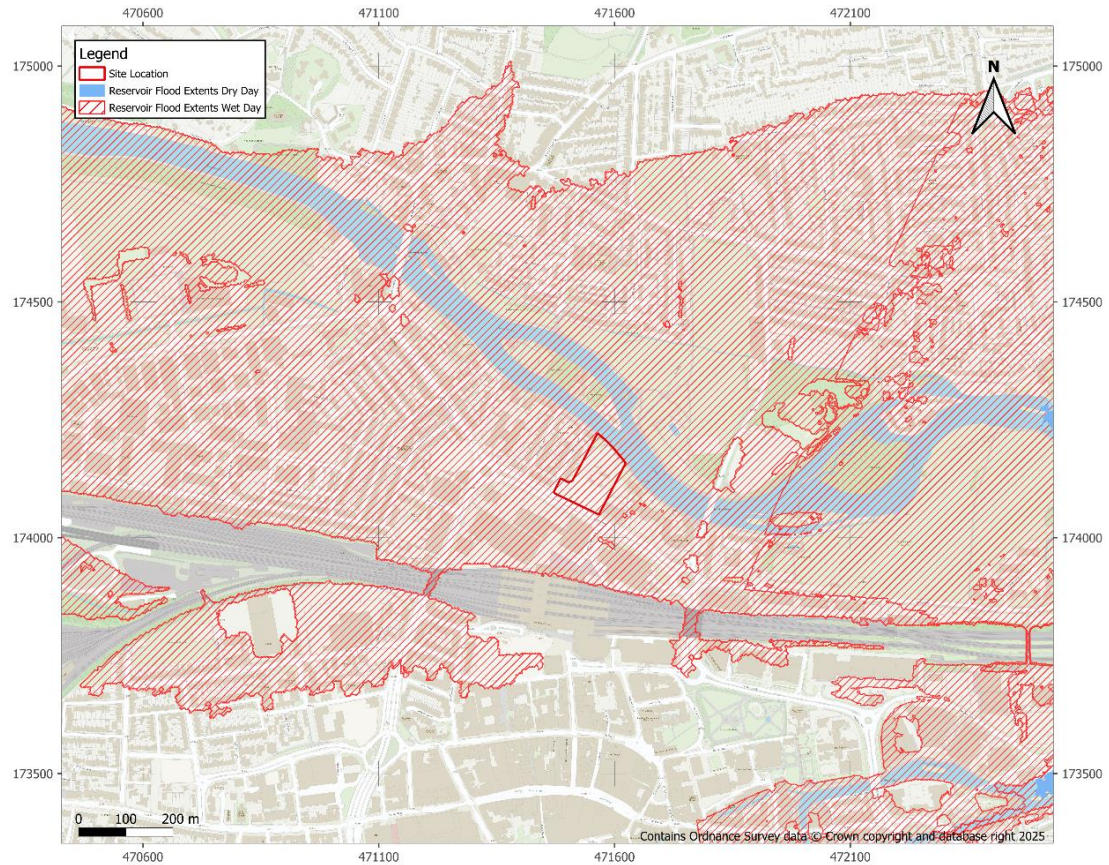 470600 471100 471600 472100
175000 175000
Legend
Site Location
Reservoir Flood Extents Dry Day
Reservoir Flood Extents Wet Day
N
174500 174500
174000 174000
173500 173500
0 100 200 m
Contains Ordnance Survey data © Crown copyright and database right 2025
470600 471100 471600 472100